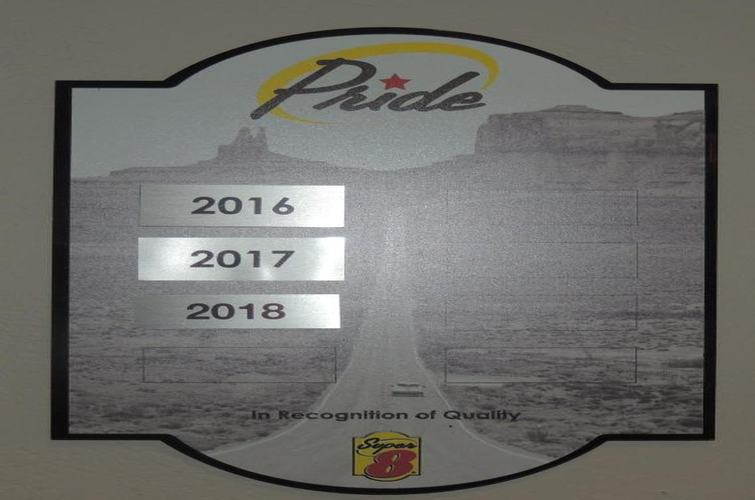 Pride
2016
2017
2018
In Recognition of Quality
Super
8